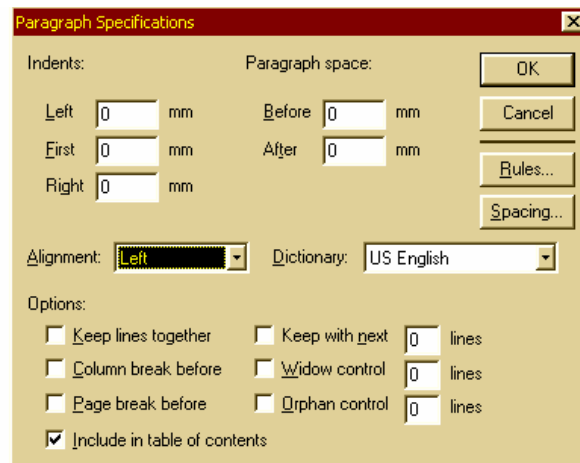 Paragraph Specifications
Indents: Paragraph space: OK
Left 0 mm Before 0 mm Cancel
First 0 mm After 0 mm
Right 0 mm Rules...
Spacing...
Alignment: Left Dictionary: US English
Options:
Keep lines together Keep with next 0 lines
Column break before Widow control 0 lines
Page break before Orphan control 0 lines
Include in table of contents